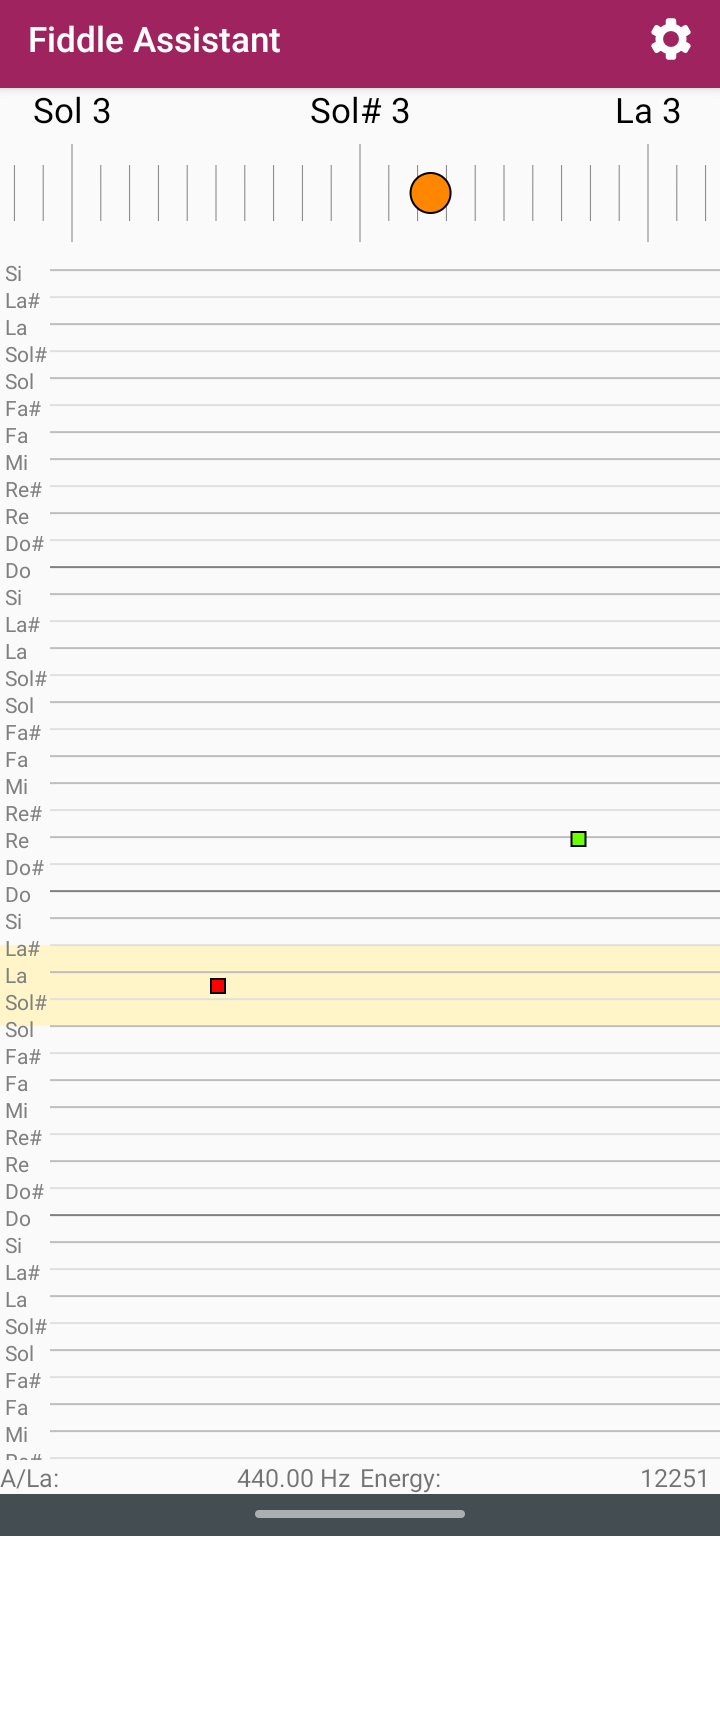 Fiddle Assistant
Sol 3 Sol# 3 La 3
Si
La#
La
Sol#
Sol
Fa#
Fa
Mi
Re#
Re
Do#
Do
Si
La#
La
Sol#
Sol
Fa#
Fa
Mi
Re#
Re
Do#
Do
Si
La#
La
Sol#
Sol
Fa#
Fa
Mi
Re#
Re
Do#
Do
Si
La#
La
Sol#
Sol
Fa#
Fa
Mi
Re#
A/La: 440.00 Hz Energy: 12251